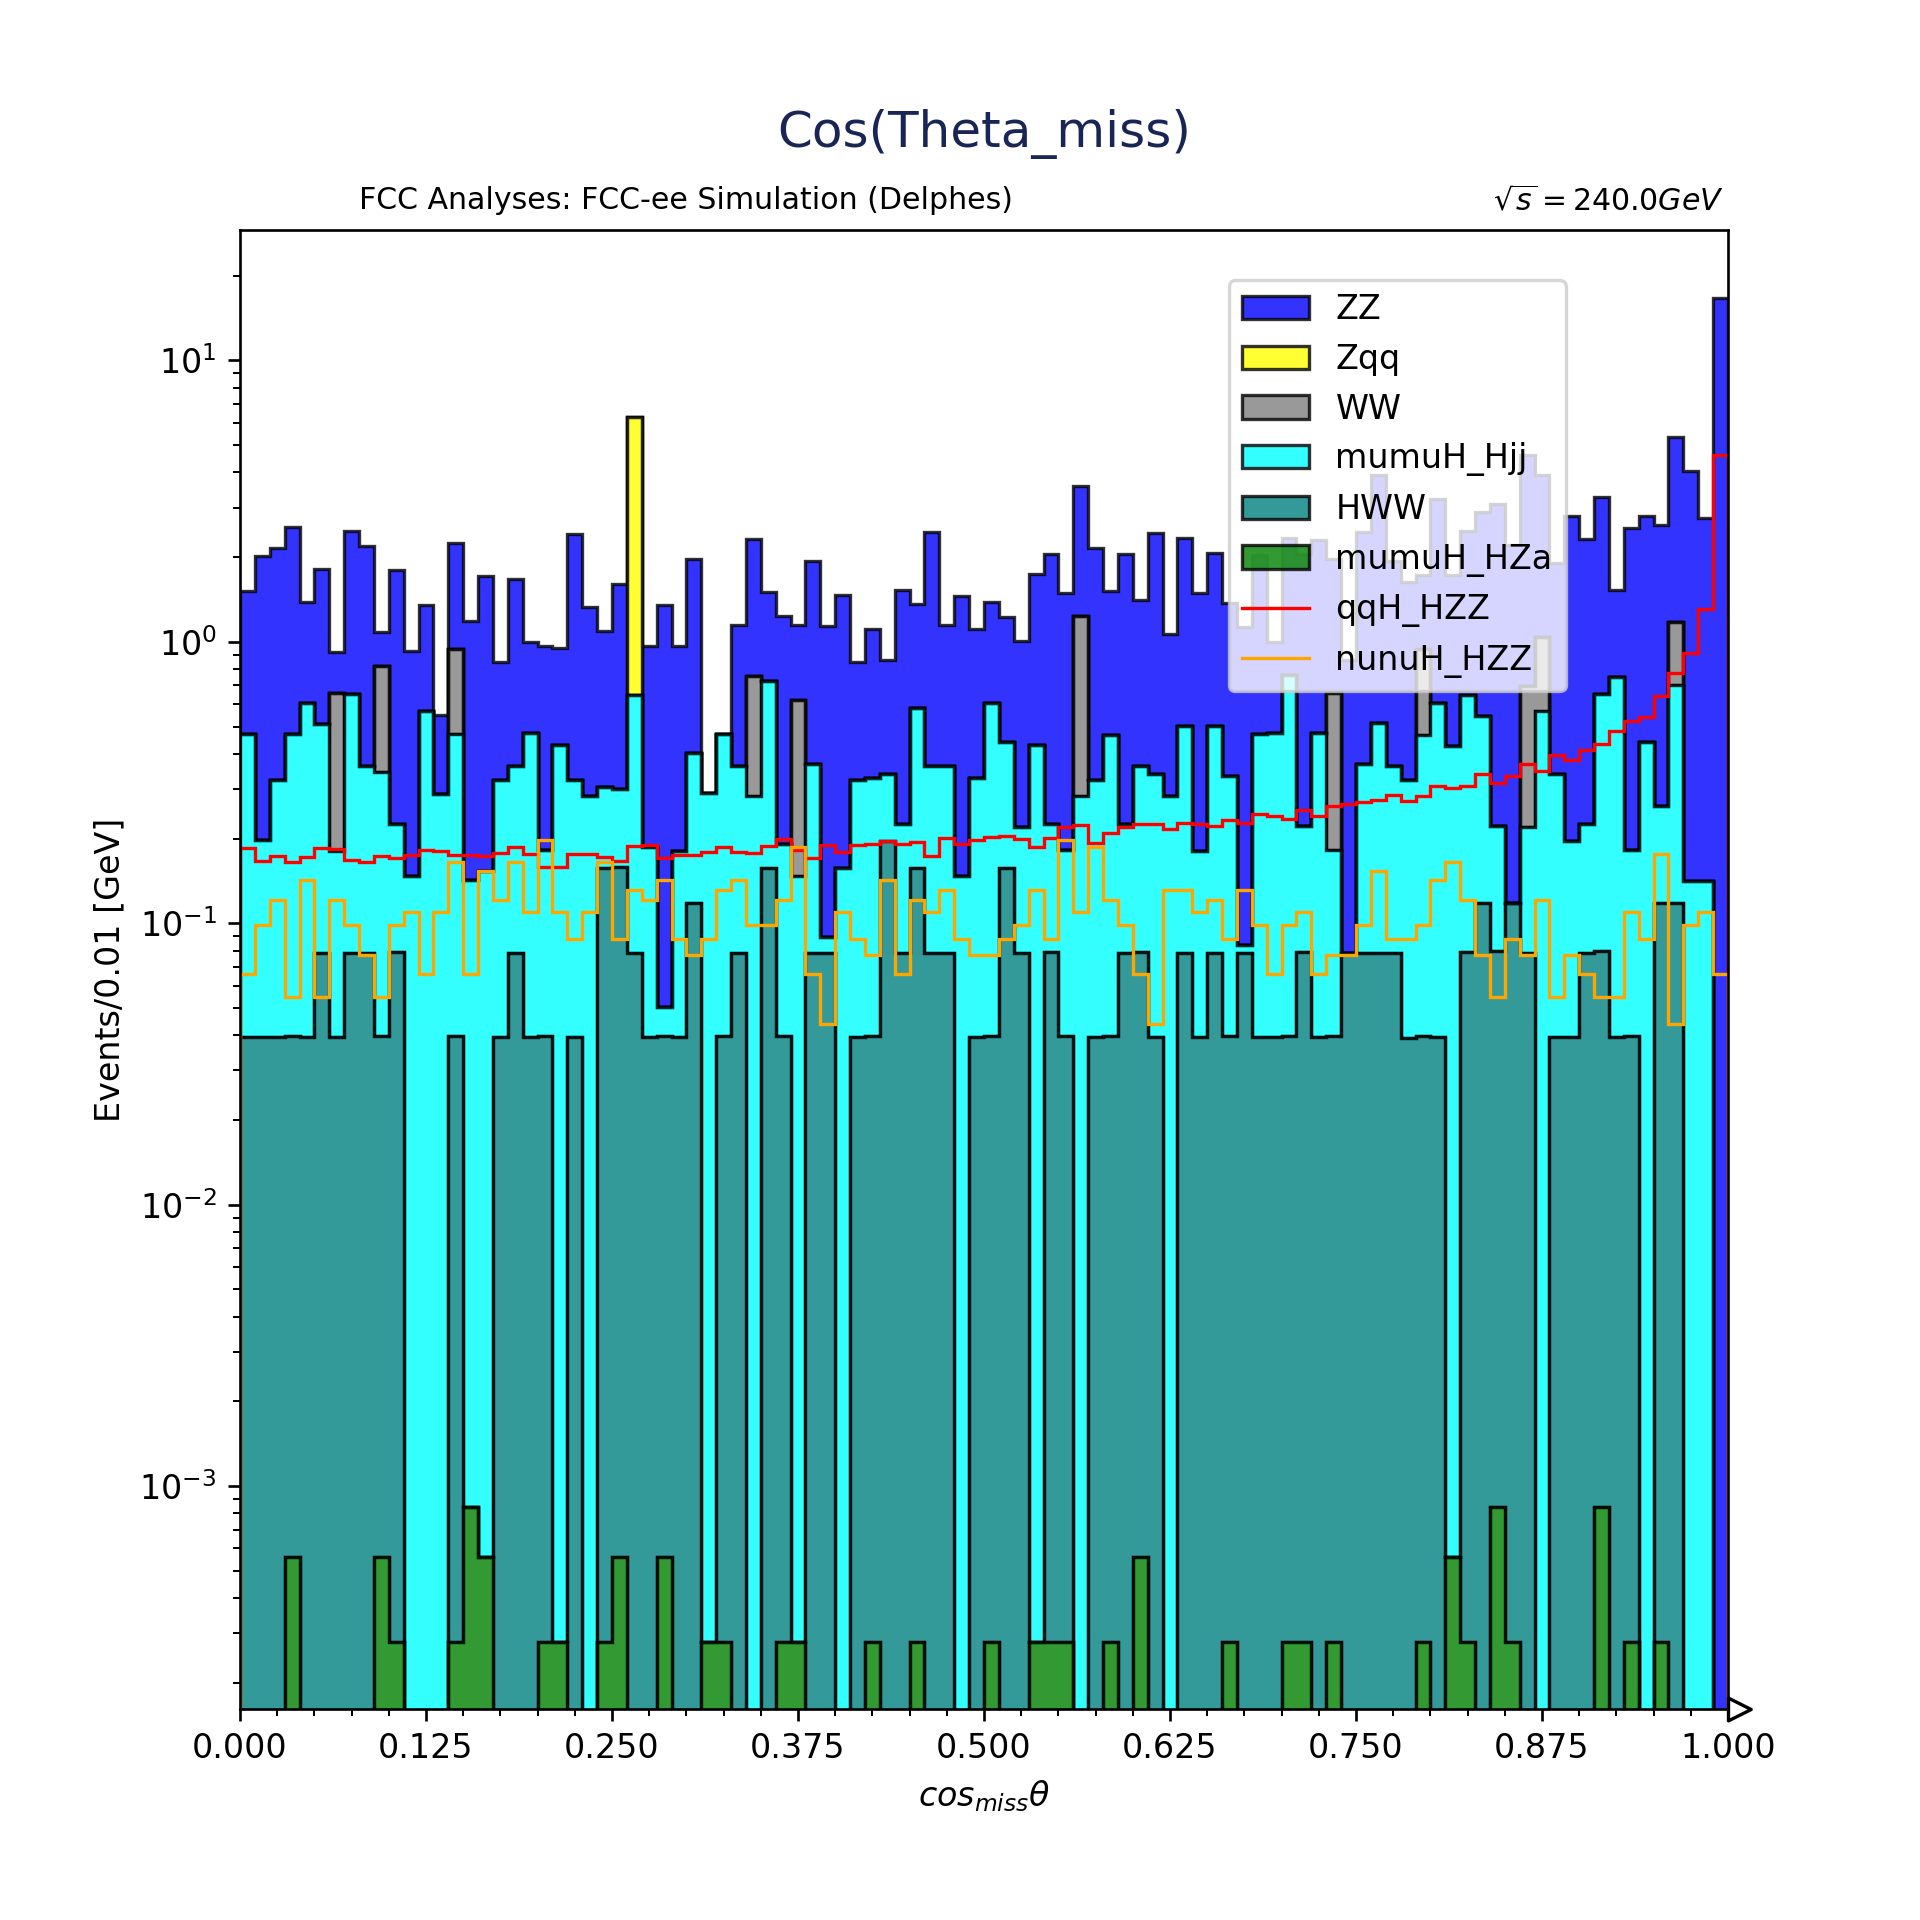 Cos(Theta_miss)
FCC Analyses: FCC-ee Simulation (Delphes)
√s = 240.0GeV
ZZ
Zqq
WW
mumuH_Hjj
HWW
mumuH_HZa
qqH_HZZ
nunuH_HZZ
10¹
10⁰
10⁻¹
10⁻²
10⁻³
Events/0.01 [GeV]
0.000 0.125 0.250 0.375 0.500 0.625 0.750 0.875 1.000
cos_miss θ